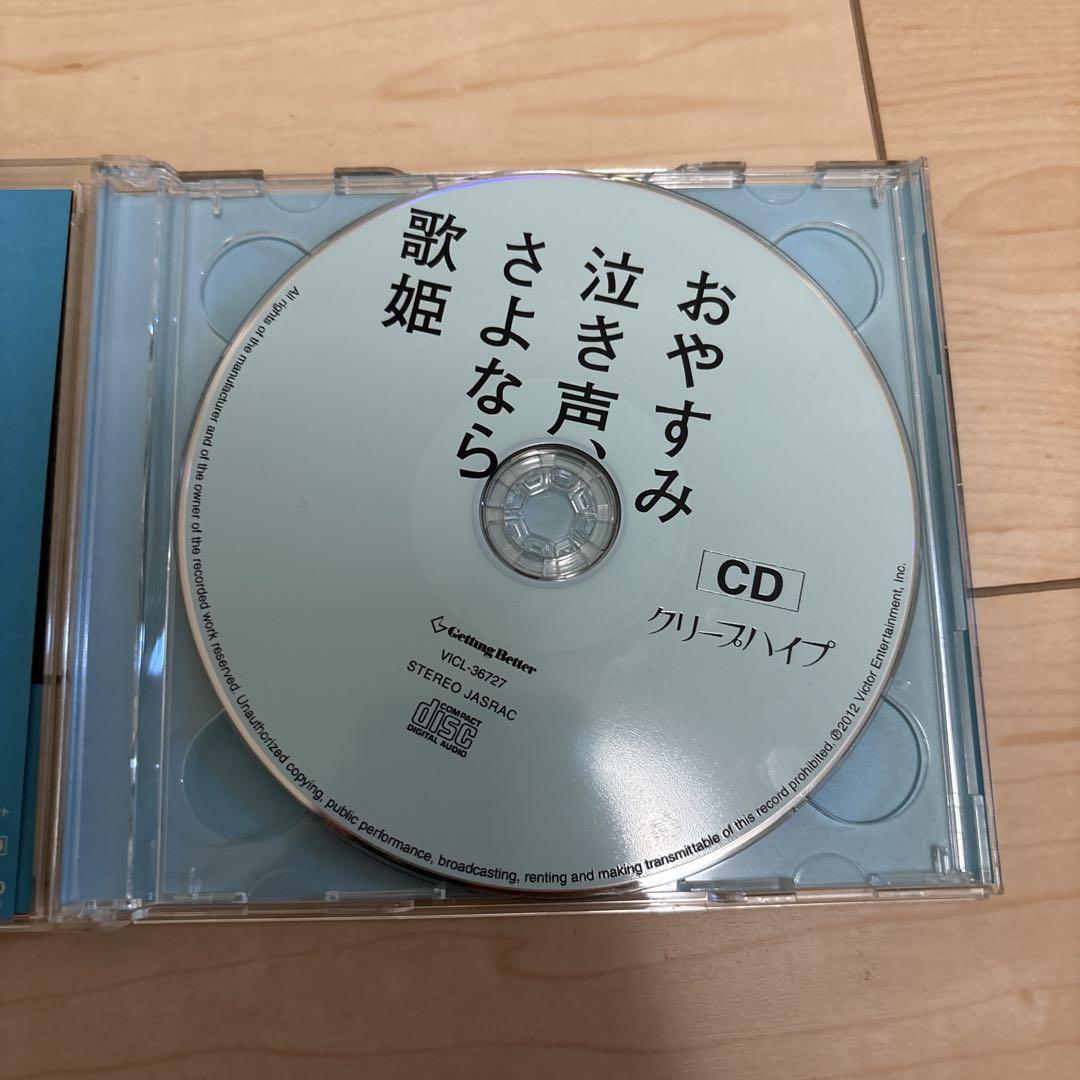 おやすみ
泣き声、
さよなら
歌姫
CD
クリープハイプ
Getting Better
VICL-36727
STEREO JASRAC
COMPACT
disc
DIGITAL AUDIO
All rights of the manufacturer and of the owner of the recorded work reserved. Unauthorized copying, public performance, broadcasting, renting and making transmittable of this record prohibited. ℗2012 Victor Entertainment, Inc.